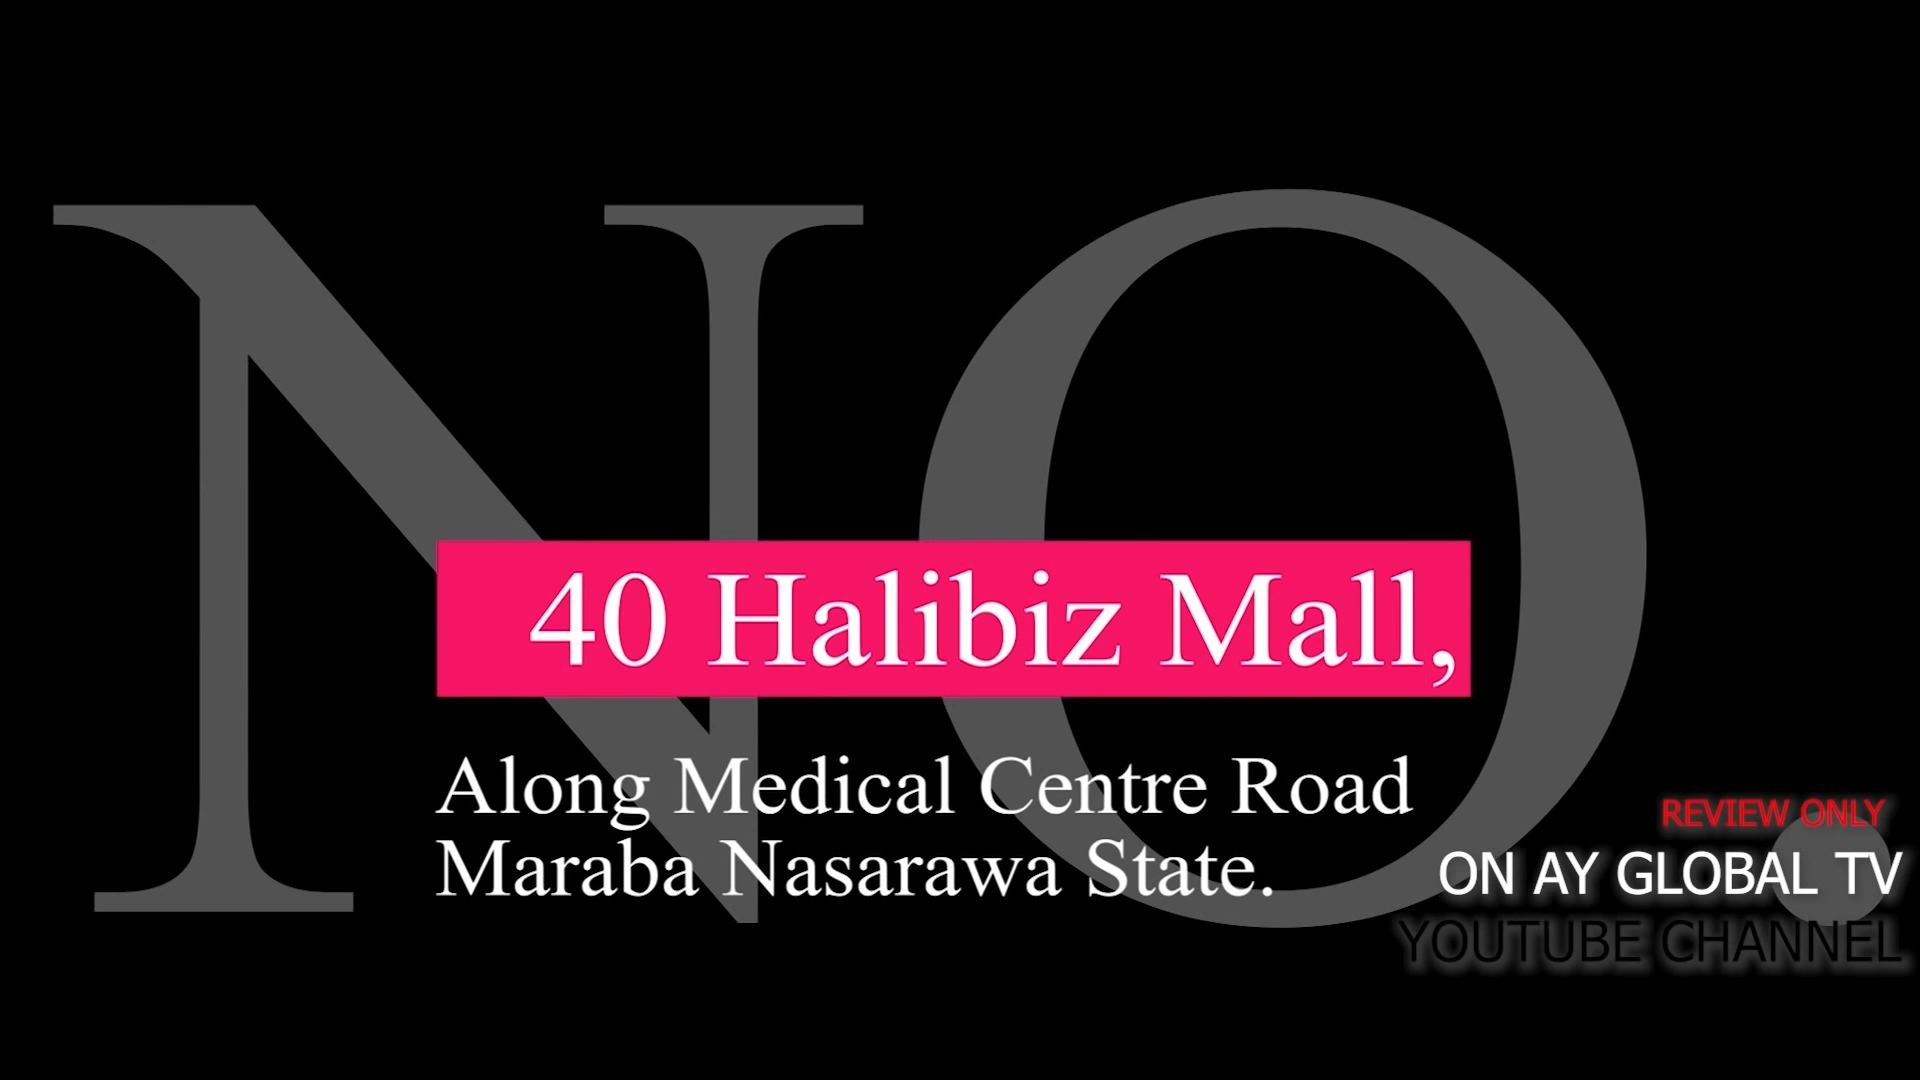 NO.
40 Halibiz Mall,
Along Medical Centre Road
Maraba Nasarawa State.
REVIEW ONLY
ON AY GLOBAL TV
YOUTUBE CHANNEL